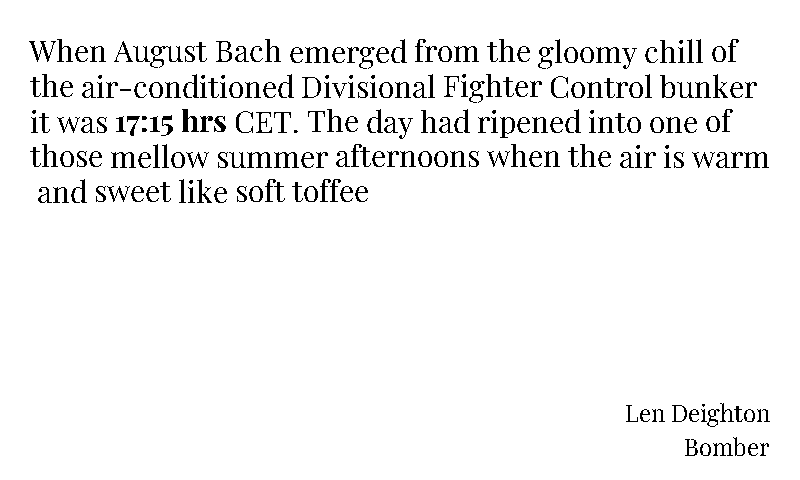 When August Bach emerged from the gloomy chill of
the air-conditioned Divisional Fighter Control bunker
it was 17:15 hrs CET. The day had ripened into one of
those mellow summer afternoons when the air is warm
and sweet like soft toffee
Len Deighton
Bomber